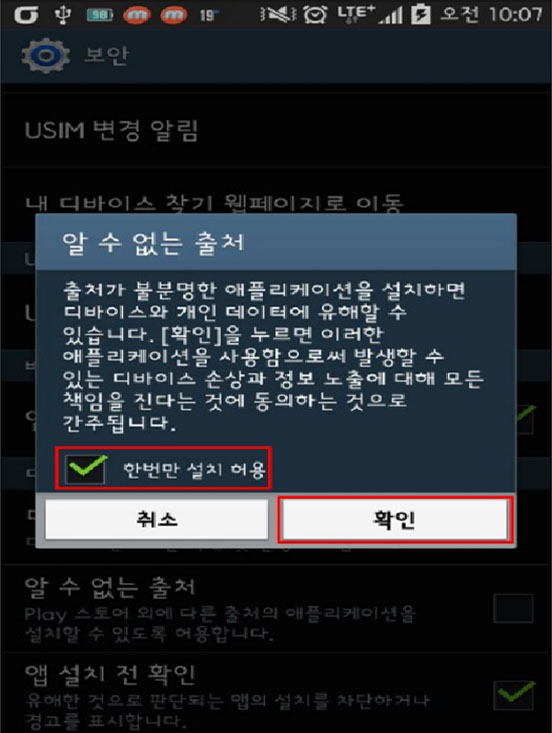 98 19° LTE+ 오전 10:07
보안
USIM 변경 알림
내 디바이스 찾기 웹페이지로 이동
알 수 없는 출처
출처가 불분명한 애플리케이션을 설치하면
디바이스와 개인 데이터에 유해할 수
있습니다. [확인]을 누르면 이러한
애플리케이션을 사용함으로써 발생할 수
있는 디바이스 손상과 정보 노출에 대해 모든
책임을 진다는 것에 동의하는 것으로
간주됩니다.
한번만 설치 허용
취소 확인
알 수 없는 출처
Play 스토어 외에 다른 출처의 애플리케이션을
설치할 수 있도록 허용합니다.
앱 설치 전 확인
유해한 것으로 판단되는 앱의 설치를 차단하거나
경고를 표시합니다.